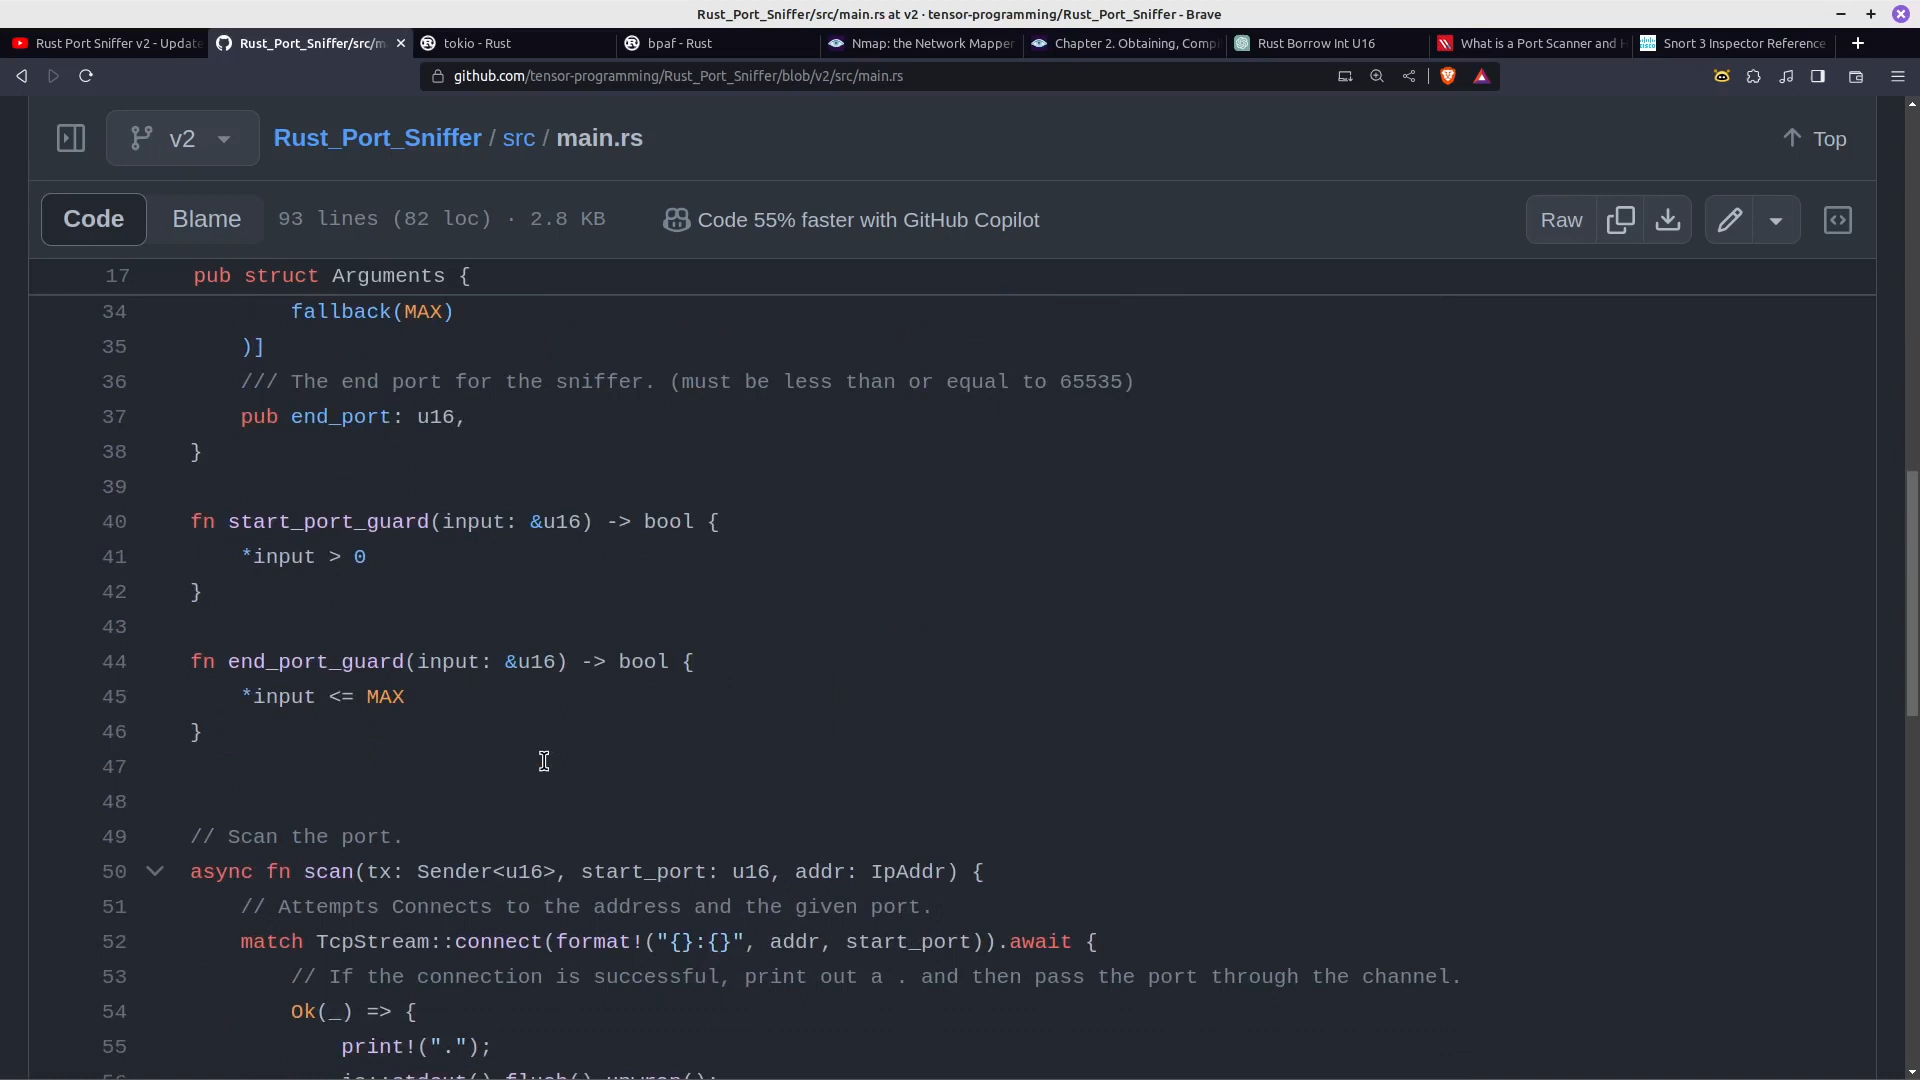 Rust_Port_Sniffer/src/main.rs at v2 · tensor-programming/Rust_Port_Sniffer - Brave
Rust Port Sniffer v2 - Update
Rust_Port_Sniffer/src/m
tokio - Rust
bpaf - Rust
Nmap: the Network Mapper
Chapter 2. Obtaining, Compi
Rust Borrow Int U16
What is a Port Scanner and H
Snort 3 Inspector Reference
github.com/tensor-programming/Rust_Port_Sniffer/blob/v2/src/main.rs
v2
Rust_Port_Sniffer / src / main.rs
Top
Code
Blame
93 lines (82 loc) · 2.8 KB
Code 55% faster with GitHub Copilot
Raw
17 pub struct Arguments {
34 fallback(MAX)
35 )]
36 /// The end port for the sniffer. (must be less than or equal to 65535)
37 pub end_port: u16,
38 }
39
40 fn start_port_guard(input: &u16) -> bool {
41 *input > 0
42 }
43
44 fn end_port_guard(input: &u16) -> bool {
45 *input <= MAX
46 }
47
48
49 // Scan the port.
50 async fn scan(tx: Sender<u16>, start_port: u16, addr: IpAddr) {
51 // Attempts Connects to the address and the given port.
52 match TcpStream::connect(format!("{}:{}", addr, start_port)).await {
53 // If the connection is successful, print out a . and then pass the port through the channel.
54 Ok(_) => {
55 print!(".");
56 io::stdout().flush().unwrap();